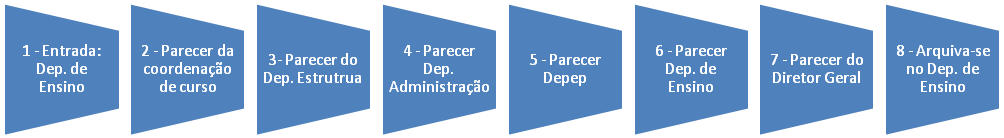 1 - Entrada:
Dep. de
Ensino
2 - Parecer da
coordenação
de curso
3- Parecer do
Dep. Estrutrua
4 - Parecer
Dep.
Administração
5 - Parecer
Depep
6 - Parecer
Dep. de
Ensino
7 - Parecer do
Diretor Geral
8 - Arquiva-se
no Dep. de
Ensino